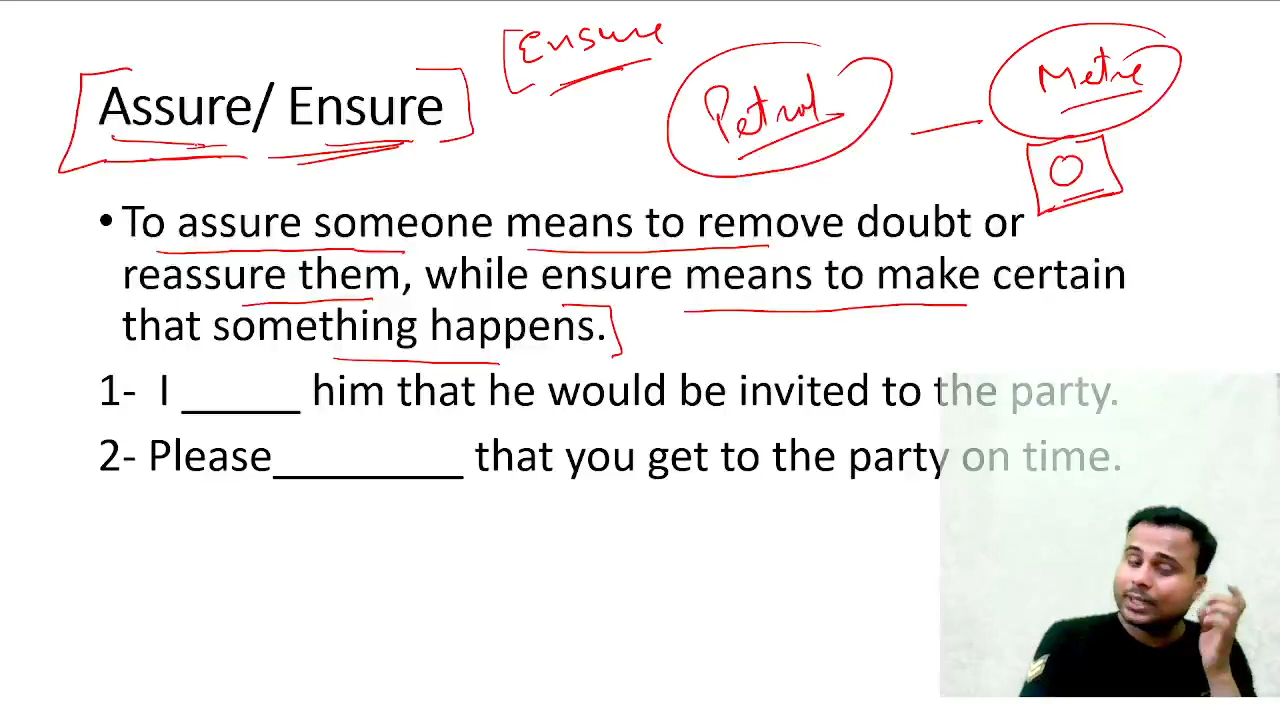 Ensure
Petrol — Metre
0
Assure/ Ensure
• To assure someone means to remove doubt or
reassure them, while ensure means to make certain
that something happens.
1- I _____ him that he would be invited to the party.
2- Please________ that you get to the party on time.